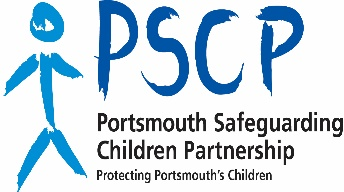 PSCP
Portsmouth Safeguarding
Children Partnership
Protecting Portsmouth's Children